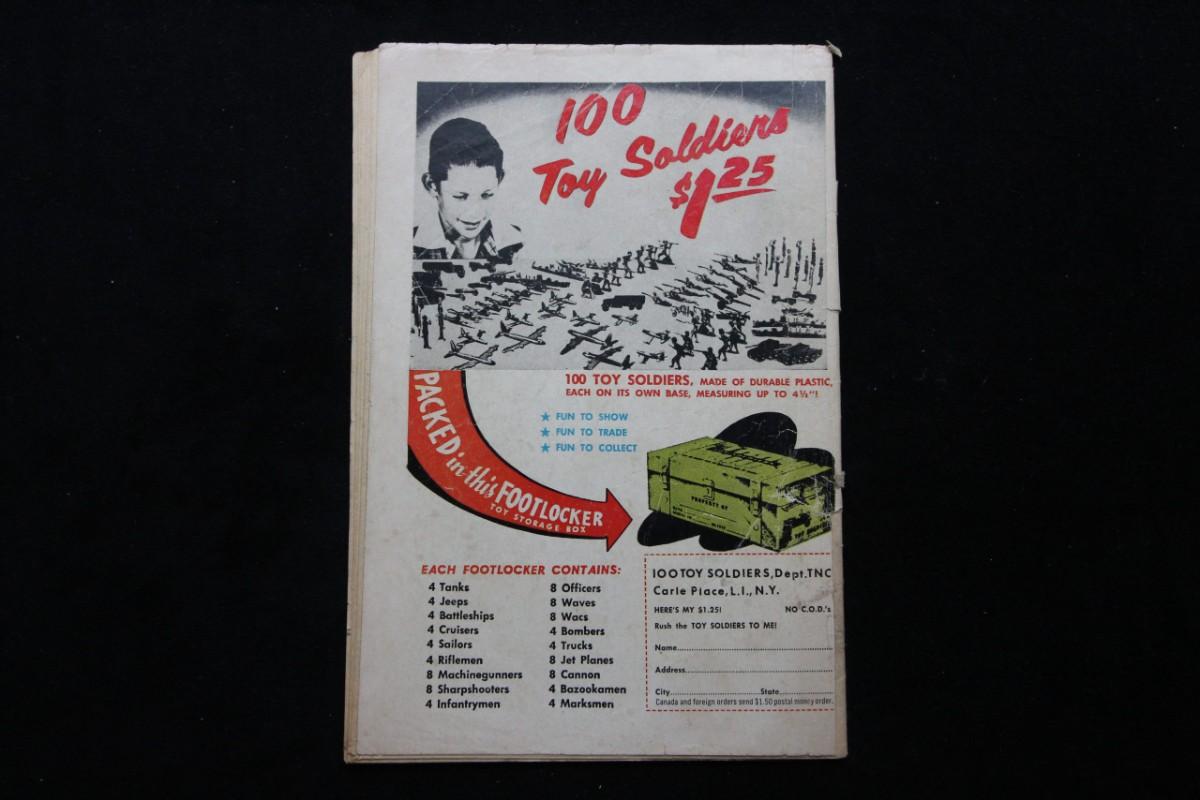 100
Toy Soldiers
$1 25
100 TOY SOLDIERS, MADE OF DURABLE PLASTIC,
EACH ON ITS OWN BASE, MEASURING UP TO 4½"!
★ FUN TO SHOW
★ FUN TO TRADE
★ FUN TO COLLECT
PACKED in this FOOTLOCKER
TOY STORAGE BOX
PROPERTY OF
EACH FOOTLOCKER CONTAINS:
4 Tanks
4 Jeeps
4 Battleships
4 Cruisers
4 Sailors
4 Riflemen
8 Machinegunners
8 Sharpshooters
4 Infantrymen
8 Officers
8 Waves
8 Wacs
4 Bombers
4 Trucks
8 Jet Planes
8 Cannon
4 Bazookamen
4 Marksmen
100 TOY SOLDIERS, Dept. TNC
Carle Place, L.I., N.Y.
HERE'S MY $1.25! NO C.O.D.'s
Rush the TOY SOLDIERS TO ME!
Name
Address
City State
Canada and foreign orders send $1.50 postal money order.